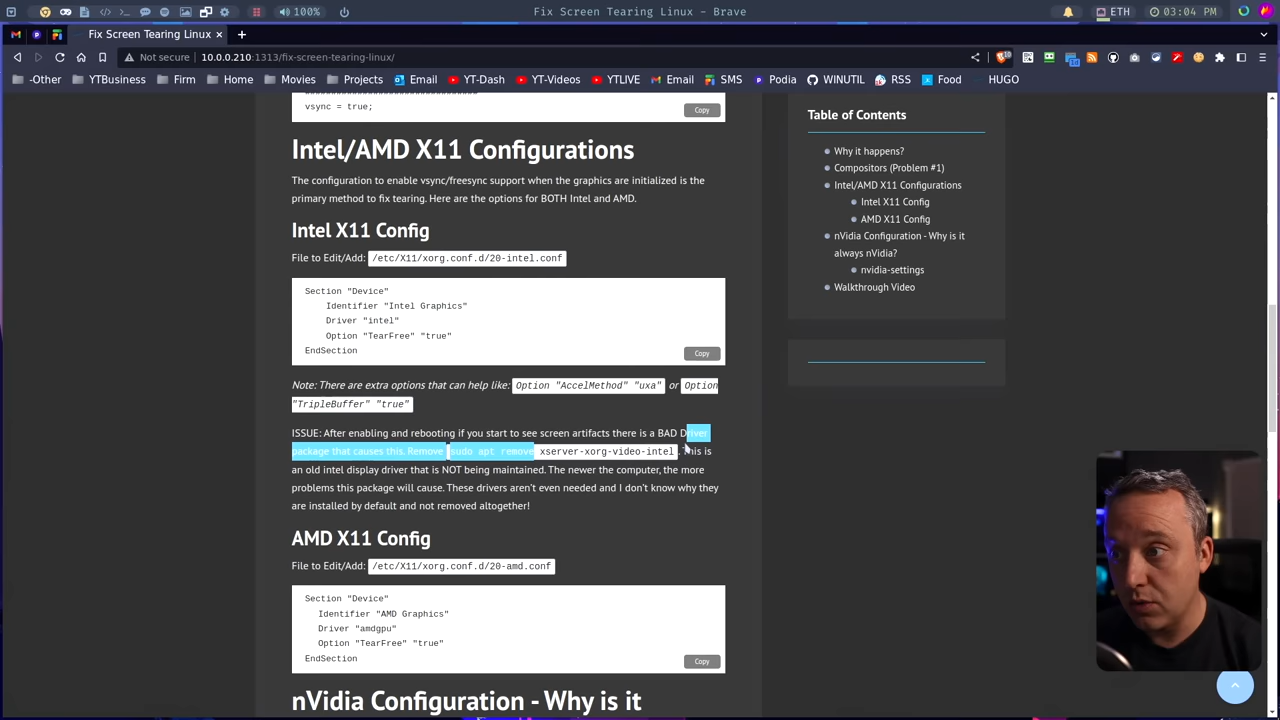 100%
Fix Screen Tearing Linux - Brave
ETH
03:04 PM
Fix Screen Tearing Linux
Not secure
10.0.0.210:1313/fix-screen-tearing-linux/
-Other
YTBusiness
Firm
Home
Movies
Projects
Email
YT-Dash
YT-Videos
YTLIVE
Email
SMS
Podia
WINUTIL
RSS
Food
HUGO
vsync = true;
Copy
Intel/AMD X11 Configurations
The configuration to enable vsync/freesync support when the graphics are initialized is the
primary method to fix tearing. Here are the options for BOTH Intel and AMD.
Intel X11 Config
File to Edit/Add: /etc/X11/xorg.conf.d/20-intel.conf
Section "Device"
Identifier "Intel Graphics"
Driver "intel"
Option "TearFree" "true"
EndSection
Copy
Note: There are extra options that can help like: Option "AccelMethod" "uxa" or Option
"TripleBuffer" "true"
ISSUE: After enabling and rebooting if you start to see screen artifacts there is a BAD Driver
package that causes this. Remove sudo apt remove xserver-xorg-video-intel. This is
an old intel display driver that is NOT being maintained. The newer the computer, the more
problems this package will cause. These drivers aren't even needed and I don't know why they
are installed by default and not removed altogether!
AMD X11 Config
File to Edit/Add: /etc/X11/xorg.conf.d/20-amd.conf
Section "Device"
Identifier "AMD Graphics"
Driver "amdgpu"
Option "TearFree" "true"
EndSection
Copy
nVidia Configuration - Why is it
Table of Contents
Why it happens?
Compositors (Problem #1)
Intel/AMD X11 Configurations
Intel X11 Config
AMD X11 Config
nVidia Configuration - Why is it
always nVidia?
nvidia-settings
Walkthrough Video